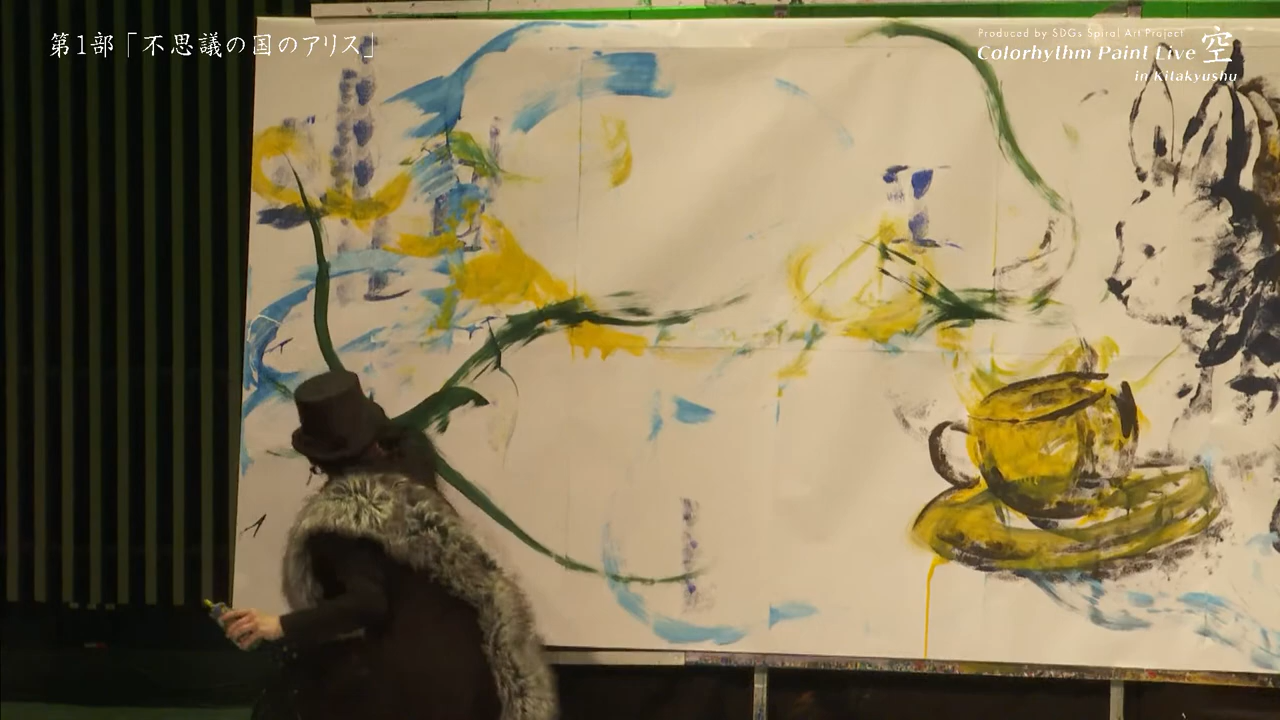 第1部「不思議の国のアリス」
Produced by SDGs Spiral Art Project
Colorhythm Paint Live 空
in Kitakyushu